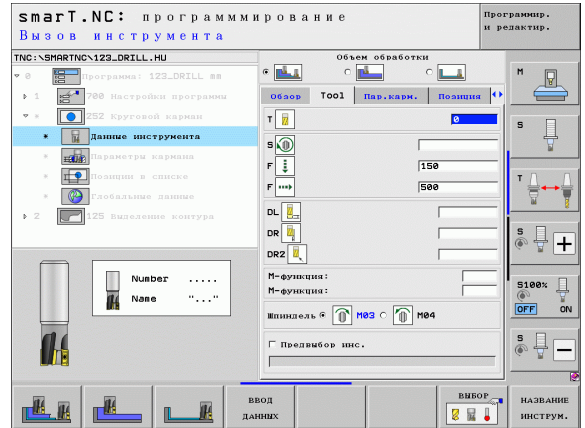 smarT.NC: программмирование
Вызов инструмента
Программир.
и редактир.
TNC:\SMARTNC\123_DRILL.HU
0 Программа: 123_DRILL мм
1 700 Настройки программы
* 252 Круговой карман
* Данные инструмента
* Параметры кармана
* Позиции в списке
* Глобальные данные
2 125 Выделение контура
Number .....
Name "..."
Объем обработки
Обзор Tool Пар.карм. Позиция
T 0
S
F 150
F 500
DL
DR
DR2
М-функция:
М-функция:
Шпиндель M03 M04
Предвыбор инс.
M
S
T
S
S100%
OFF ON
S
ВВОД
ДАННЫХ
ВЫБОР
НАЗВАНИЕ
ИНСТРУМ.